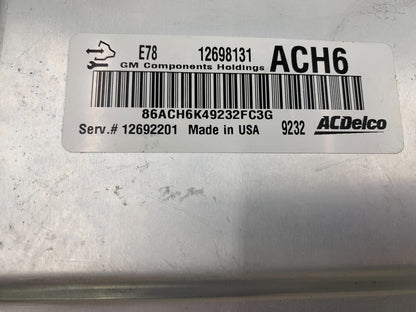 E78 12698131 ACH6
GM Components Holdings
86ACH6K49232FC3G
Serv.# 12692201 Made in USA 9232 ACDelco